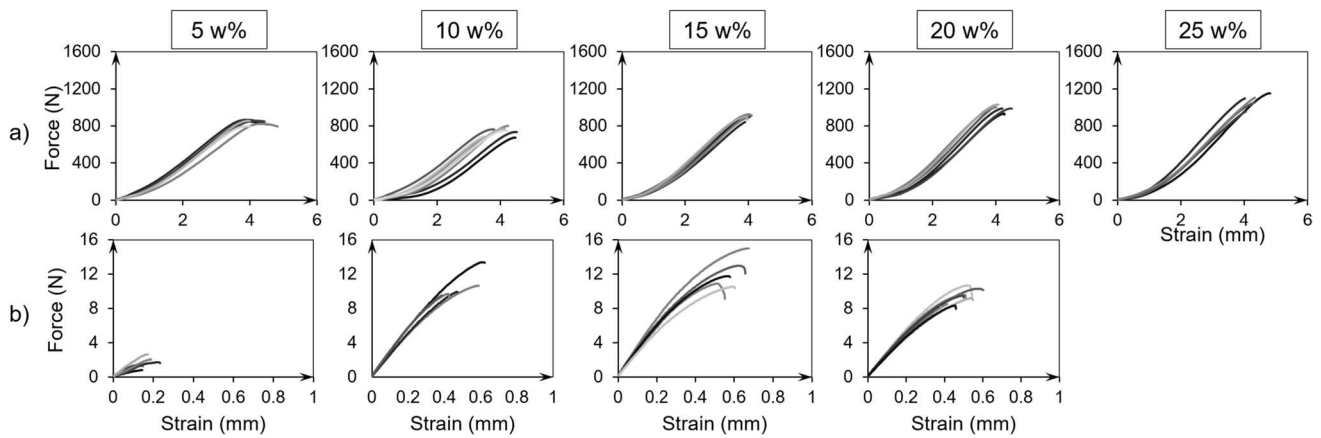 5 w% 10 w% 15 w% 20 w% 25 w%
a)
Force (N)
1600 1600 1600 1600 1600
1200 1200 1200 1200 1200
800 800 800 800 800
400 400 400 400 400
0 0 0 0 0
0 2 4 6 0 2 4 6 0 2 4 6 0 2 4 6 0 2 4 6
Strain (mm)
b)
Force (N)
16 16 16 16
12 12 12 12
8 8 8 8
4 4 4 4
0 0 0 0
0 0.2 0.4 0.6 0.8 1 0 0.2 0.4 0.6 0.8 1 0 0.2 0.4 0.6 0.8 1 0 0.2 0.4 0.6 0.8 1
Strain (mm) Strain (mm) Strain (mm) Strain (mm)